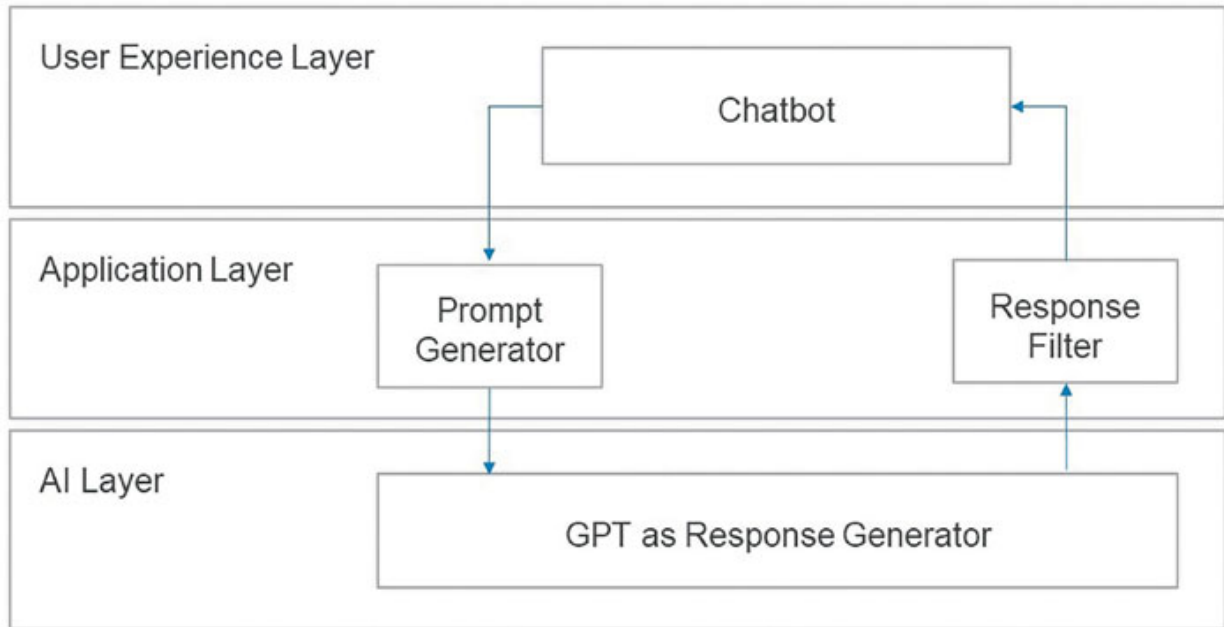 User Experience Layer
Chatbot
Application Layer
Prompt
Generator
Response
Filter
AI Layer
GPT as Response Generator